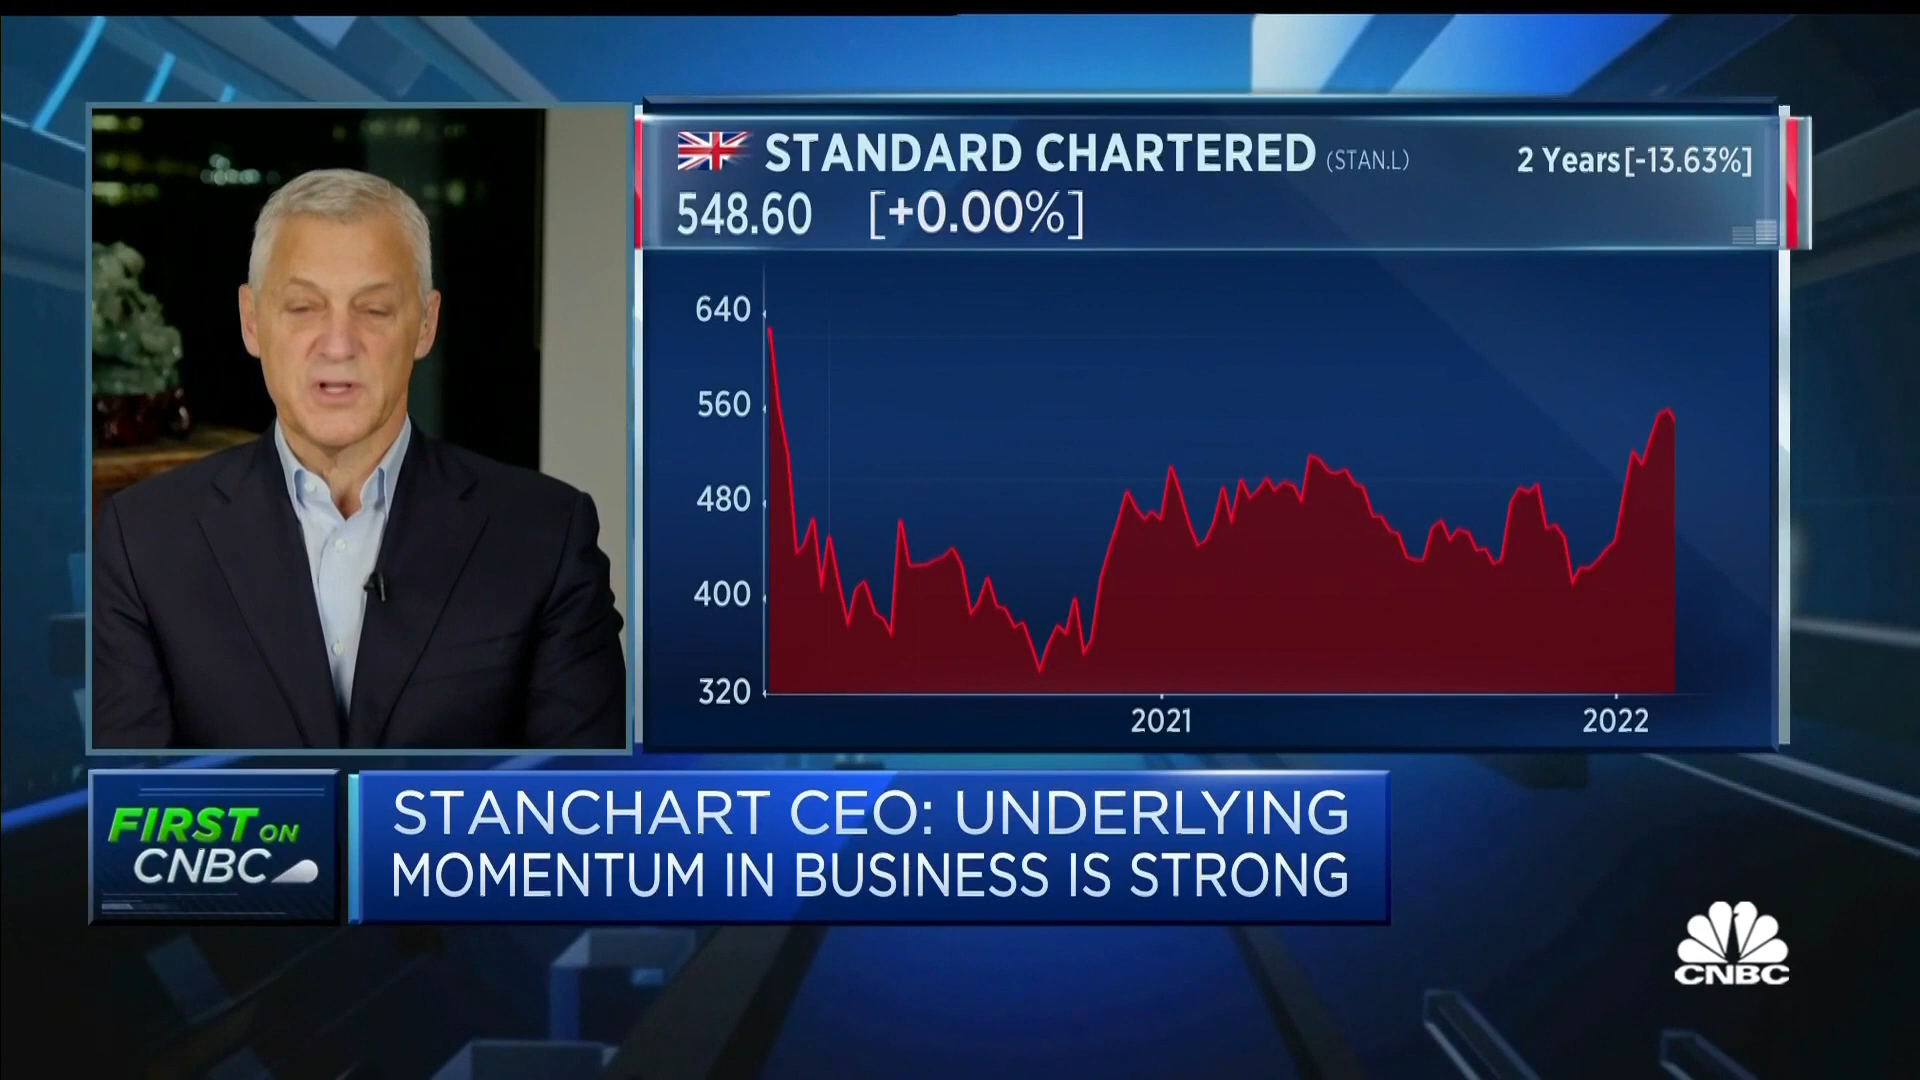 STANDARD CHARTERED (STAN.L)
2 Years[-13.63%]
548.60 [+0.00%]
640
560
480
400
320
2021
2022
FIRST ON
CNBC
STANCHART CEO: UNDERLYING
MOMENTUM IN BUSINESS IS STRONG
CNBC